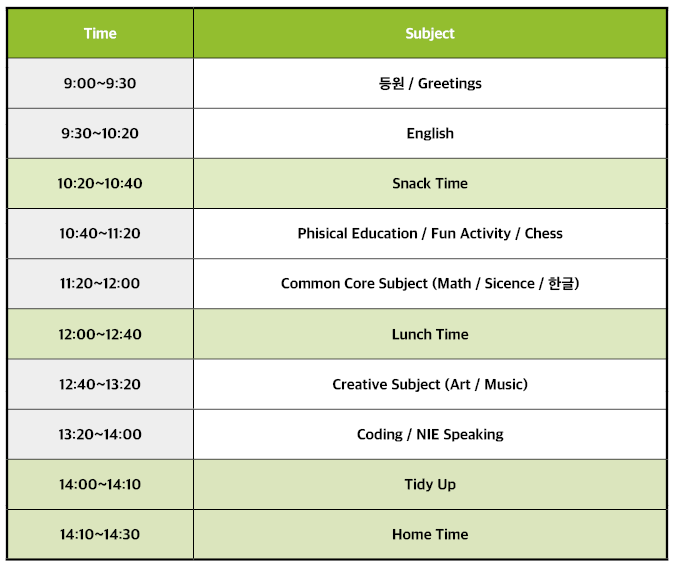 Time Subject
9:00~9:30 등원 / Greetings
9:30~10:20 English
10:20~10:40 Snack Time
10:40~11:20 Phisical Education / Fun Activity / Chess
11:20~12:00 Common Core Subject (Math / Sicence / 한글)
12:00~12:40 Lunch Time
12:40~13:20 Creative Subject (Art / Music)
13:20~14:00 Coding / NIE Speaking
14:00~14:10 Tidy Up
14:10~14:30 Home Time